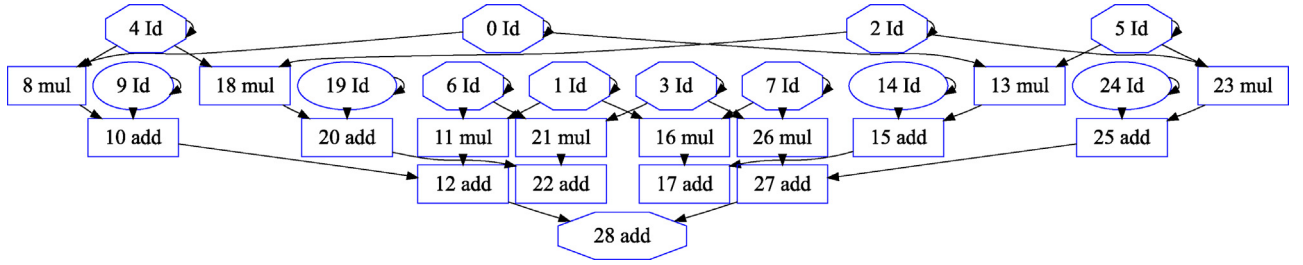 4 Id
0 Id
2 Id
5 Id
8 mul
9 Id
18 mul
19 Id
6 Id
1 Id
3 Id
7 Id
14 Id
13 mul
24 Id
23 mul
10 add
20 add
11 mul
21 mul
16 mul
26 mul
15 add
25 add
12 add
22 add
17 add
27 add
28 add